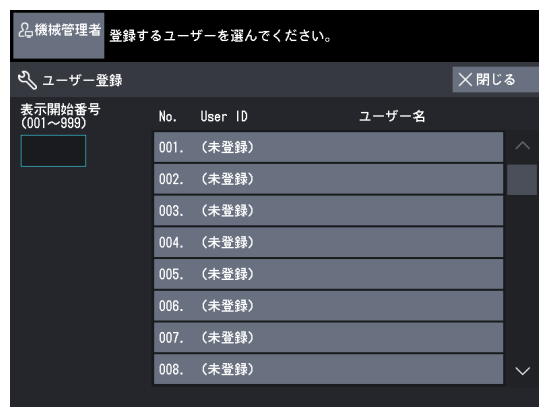 機械管理者 登録するユーザーを選んでください。
ユーザー登録 閉じる
表示開始番号
(001～999)
No. User ID ユーザー名
001. (未登録)
002. (未登録)
003. (未登録)
004. (未登録)
005. (未登録)
006. (未登録)
007. (未登録)
008. (未登録)